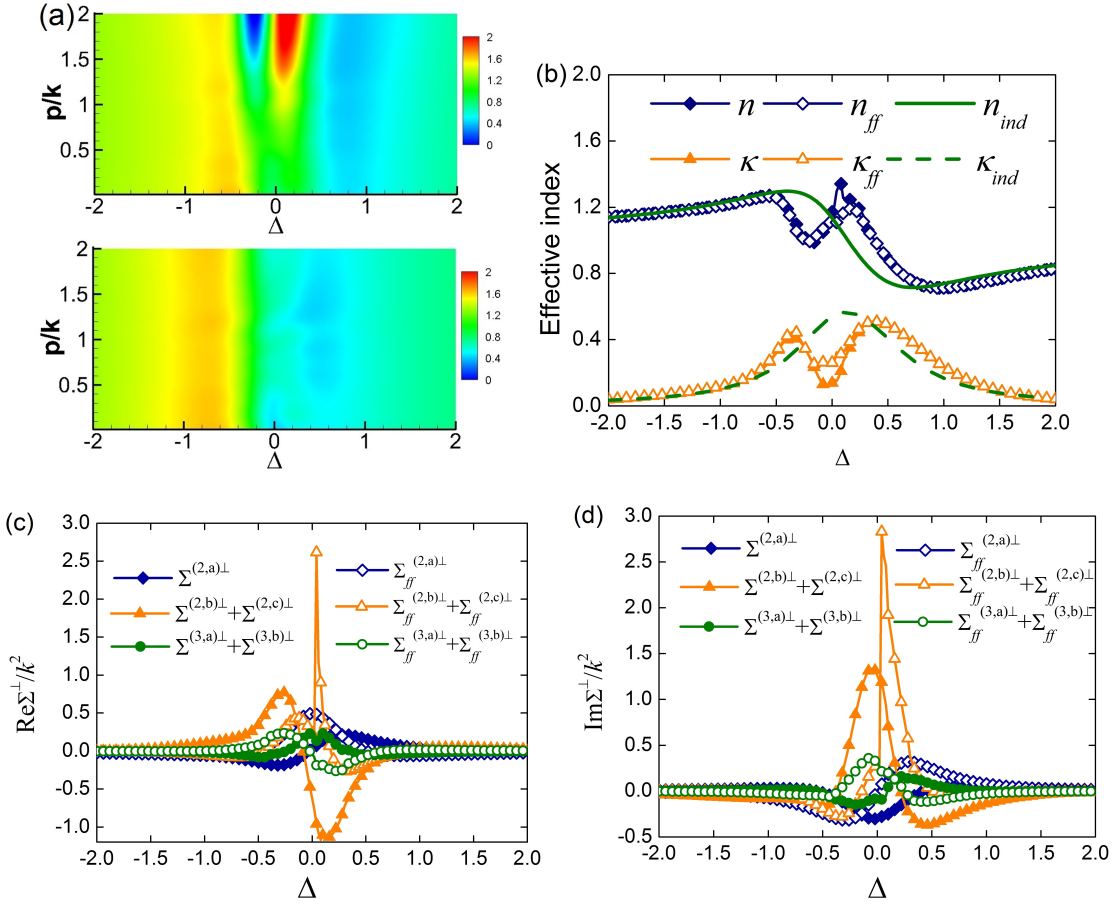 (a)
2
1.5
1
0.5
p/k
-2 -1 0 1 2
Δ
2
1.6
1.2
0.8
0.4
0
2
1.5
1
0.5
p/k
-2 -1 0 1 2
Δ
2
1.6
1.2
0.8
0.4
0
(b)
2.0
1.6
1.2
0.8
0.4
0.0
Effective index
n n_ff n_ind
κ κ_ff κ_ind
-2.0 -1.5 -1.0 -0.5 0.0 0.5 1.0 1.5 2.0
Δ
(c)
3.0
2.5
2.0
1.5
1.0
0.5
0.0
-0.5
-1.0
ReΣ^⊥/k^2
Σ^(2,a)⊥ Σ_ff^(2,a)⊥
Σ^(2,b)⊥+Σ^(2,c)⊥ Σ_ff^(2,b)⊥+Σ_ff^(2,c)⊥
Σ^(3,a)⊥+Σ^(3,b)⊥ Σ_ff^(3,a)⊥+Σ_ff^(3,b)⊥
-2.0 -1.5 -1.0 -0.5 0.0 0.5 1.0 1.5 2.0
Δ
(d)
3.0
2.5
2.0
1.5
1.0
0.5
0.0
-0.5
ImΣ^⊥/k^2
Σ^(2,a)⊥ Σ_ff^(2,a)⊥
Σ^(2,b)⊥+Σ^(2,c)⊥ Σ_ff^(2,b)⊥+Σ_ff^(2,c)⊥
Σ^(3,a)⊥+Σ^(3,b)⊥ Σ_ff^(3,a)⊥+Σ_ff^(3,b)⊥
-2.0 -1.5 -1.0 -0.5 0.0 0.5 1.0 1.5 2.0
Δ